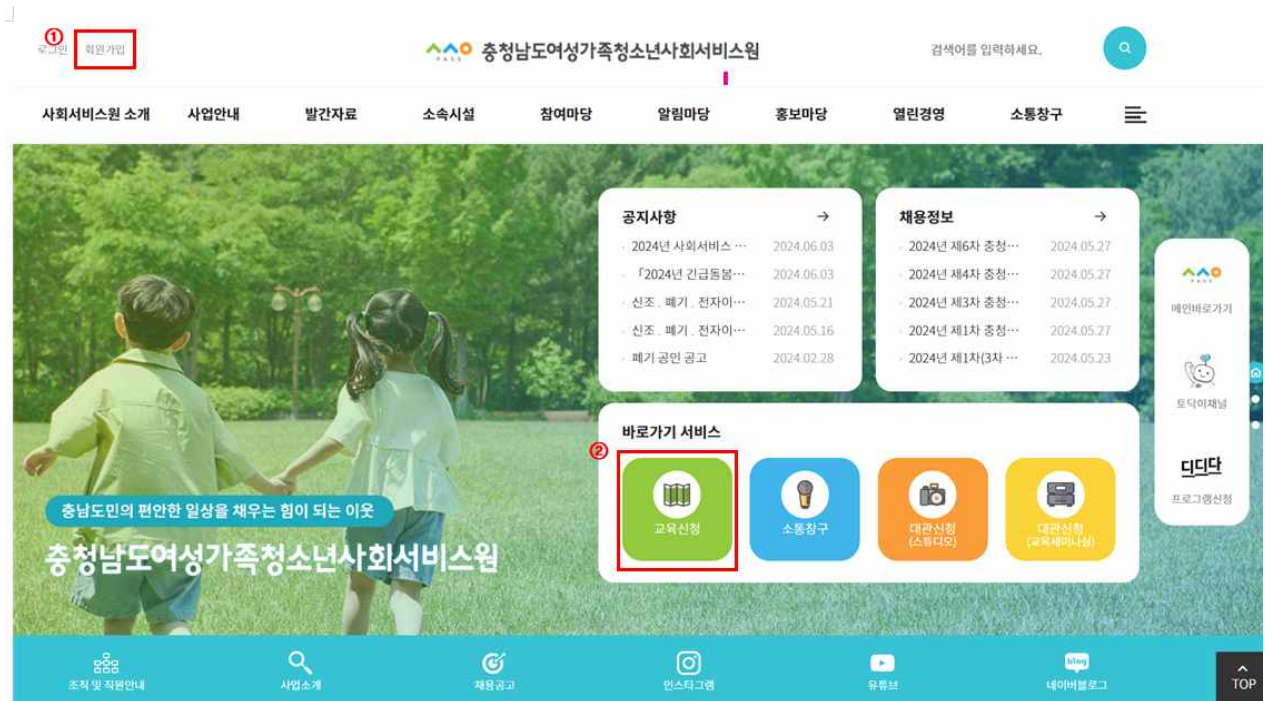 ①
로그인 회원가입
PASS
충청남도여성가족청소년사회서비스원
검색어를 입력하세요.
사회서비스원 소개 사업안내 발간자료 소속시설 참여마당 알림마당 홍보마당 열린경영 소통창구
공지사항 →
· 2024년 사회서비스 ··· 2024.06.03
· 「2024년 긴급돌봄··· 2024.06.03
· 신조 . 폐기 . 전자이··· 2024.05.21
· 신조 . 폐기 . 전자이··· 2024.05.16
· 폐기 공인 공고 2024.02.28
채용정보 →
· 2024년 제6차 충청··· 2024.05.27
· 2024년 제4차 충청··· 2024.05.27
· 2024년 제3차 충청··· 2024.05.27
· 2024년 제1차 충청··· 2024.05.27
· 2024년 제1차(3차 ··· 2024.05.23
바로가기 서비스
②
교육신청
소통창구
대관신청
(스튜디오)
대관신청
(교육세미나실)
PASS
메인바로가기
토닥이채널
디디다
프로그램신청
충남도민의 편안한 일상을 채우는 힘이 되는 이웃
충청남도여성가족청소년사회서비스원
조직 및 직원안내
사업소개
채용공고
인스타그램
유튜브
blog
네이버블로그
TOP